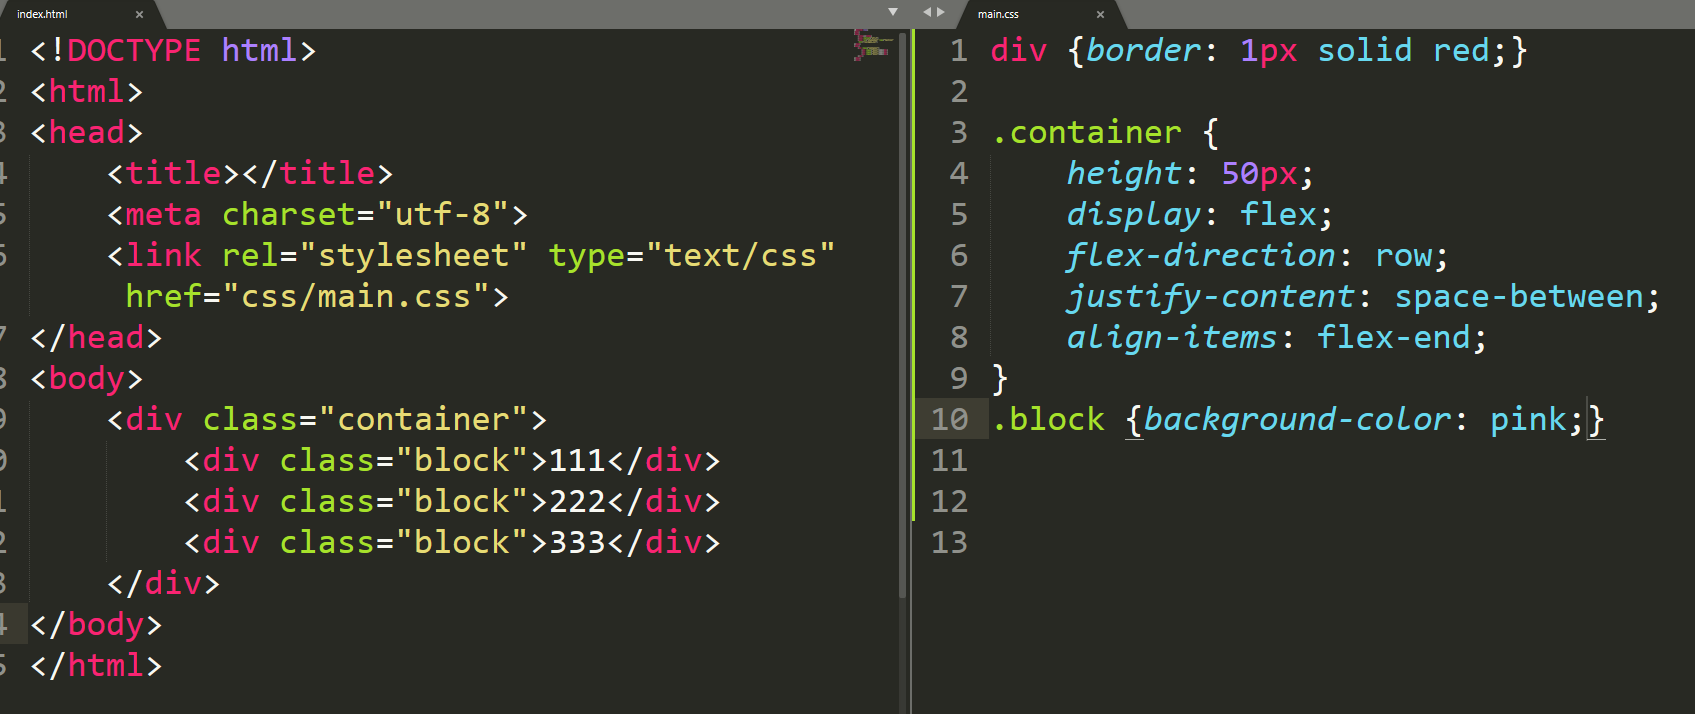 index.html ×
1 <!DOCTYPE html>
2 <html>
3 <head>
4 <title></title>
5 <meta charset="utf-8">
6 <link rel="stylesheet" type="text/css"
href="css/main.css">
7 </head>
8 <body>
9 <div class="container">
0 <div class="block">111</div>
1 <div class="block">222</div>
2 <div class="block">333</div>
3 </div>
4 </body>
5 </html>
main.css ×
1 div {border: 1px solid red;}
2
3 .container {
4 height: 50px;
5 display: flex;
6 flex-direction: row;
7 justify-content: space-between;
8 align-items: flex-end;
9 }
10 .block {background-color: pink;}
11
12
13